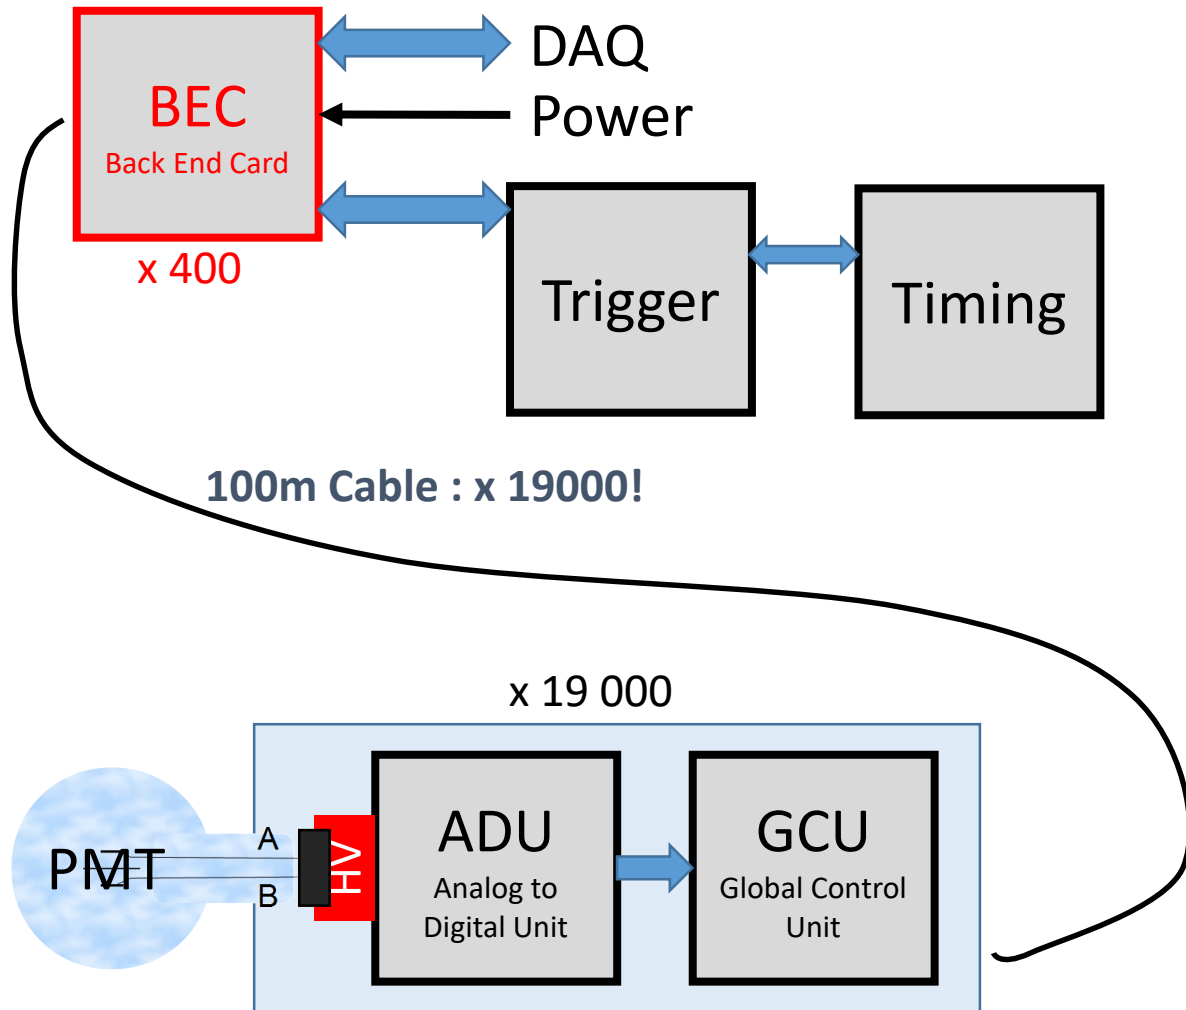 BEC
Back End Card
x 400
DAQ
Power
Trigger
Timing
100m Cable : x 19000!
x 19 000
PMT
A
B
HV
ADU
Analog to
Digital Unit
GCU
Global Control
Unit